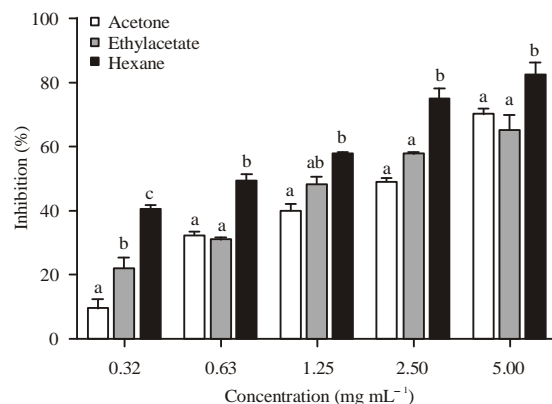 100
80
60
40
20
0
Inhibition (%)
Acetone
Ethylacetate
Hexane
a b c
a a b
a ab b
a a b
a a b
0.32 0.63 1.25 2.50 5.00
Concentration (mg mL⁻¹)